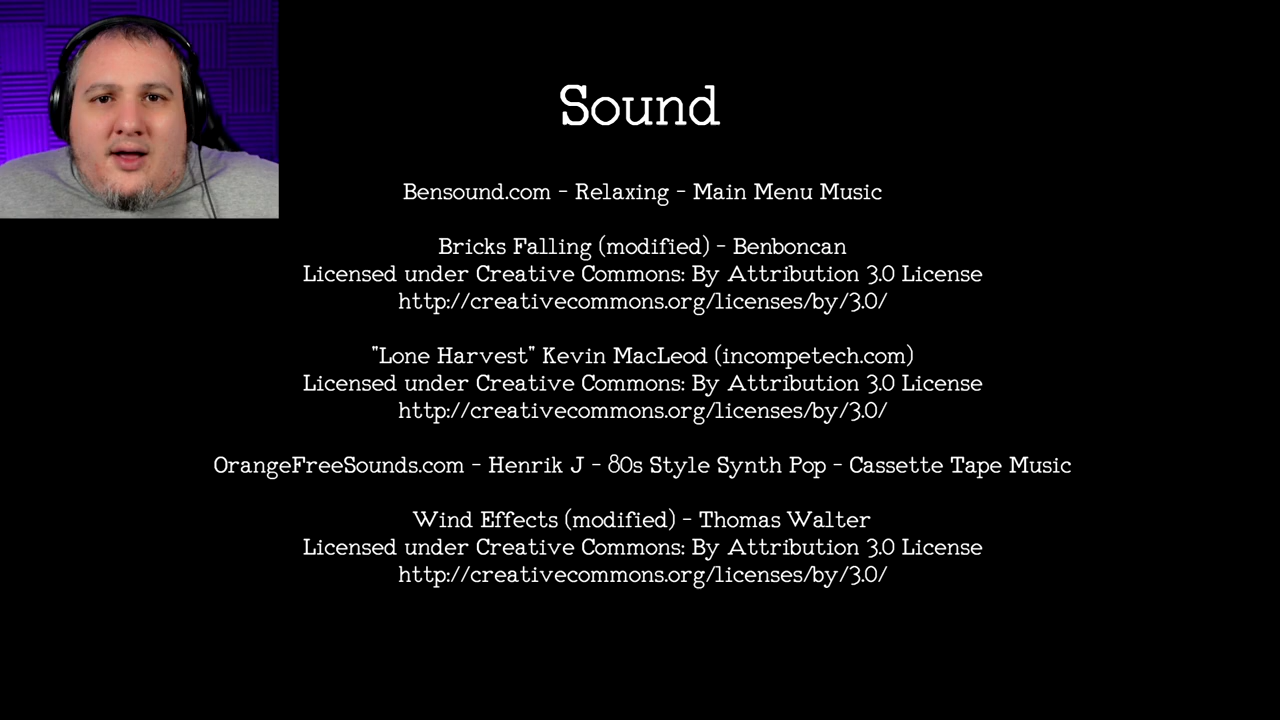 Sound
Bensound.com - Relaxing - Main Menu Music
Bricks Falling (modified) - Benboncan
Licensed under Creative Commons: By Attribution 3.0 License
http://creativecommons.org/licenses/by/3.0/
"Lone Harvest" Kevin MacLeod (incompetech.com)
Licensed under Creative Commons: By Attribution 3.0 License
http://creativecommons.org/licenses/by/3.0/
OrangeFreeSounds.com - Henrik J - 80s Style Synth Pop - Cassette Tape Music
Wind Effects (modified) - Thomas Walter
Licensed under Creative Commons: By Attribution 3.0 License
http://creativecommons.org/licenses/by/3.0/